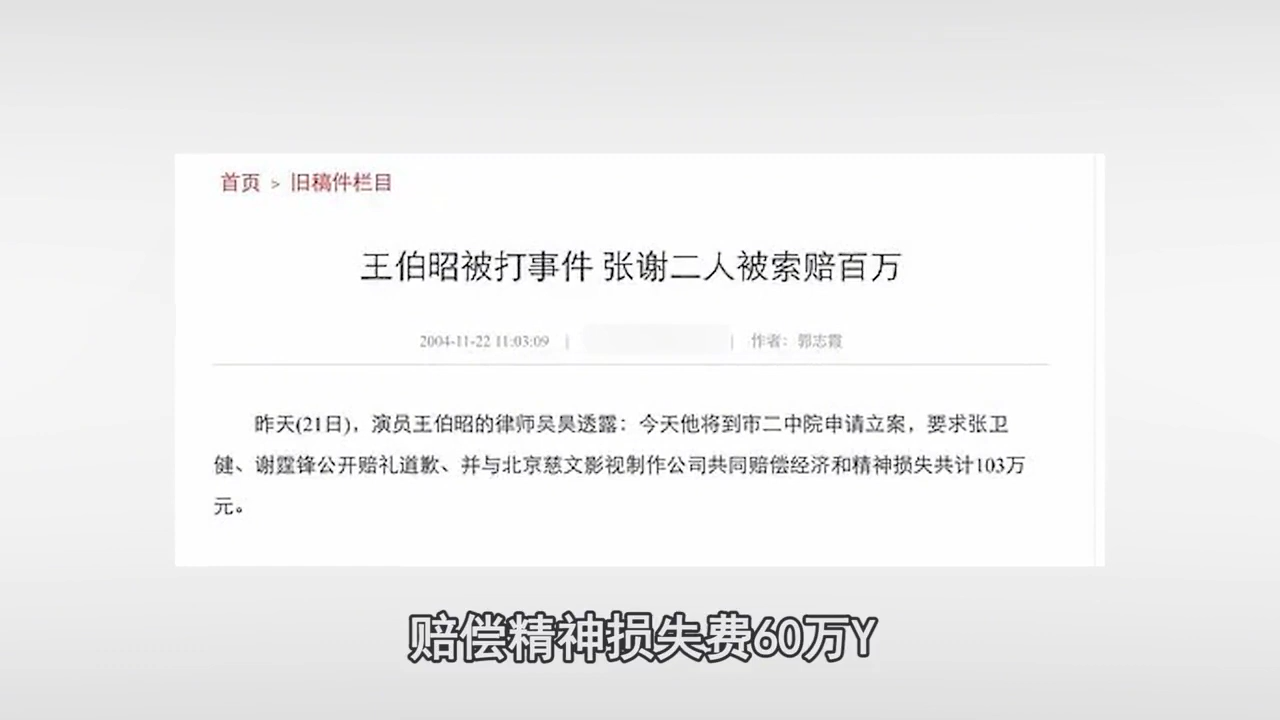 首页 > 旧稿件栏目
王伯昭被打事件 张谢二人被索赔百万
2004-11-22 11:03:09 | | 作者：郭志霞
昨天(21日)，演员王伯昭的律师吴昊透露：今天他将到市二中院申请立案，要求张卫
健、谢霆锋公开赔礼道歉、并与北京慈文影视制作公司共同赔偿经济和精神损失共计103万
元。
赔偿精神损失费60万Y